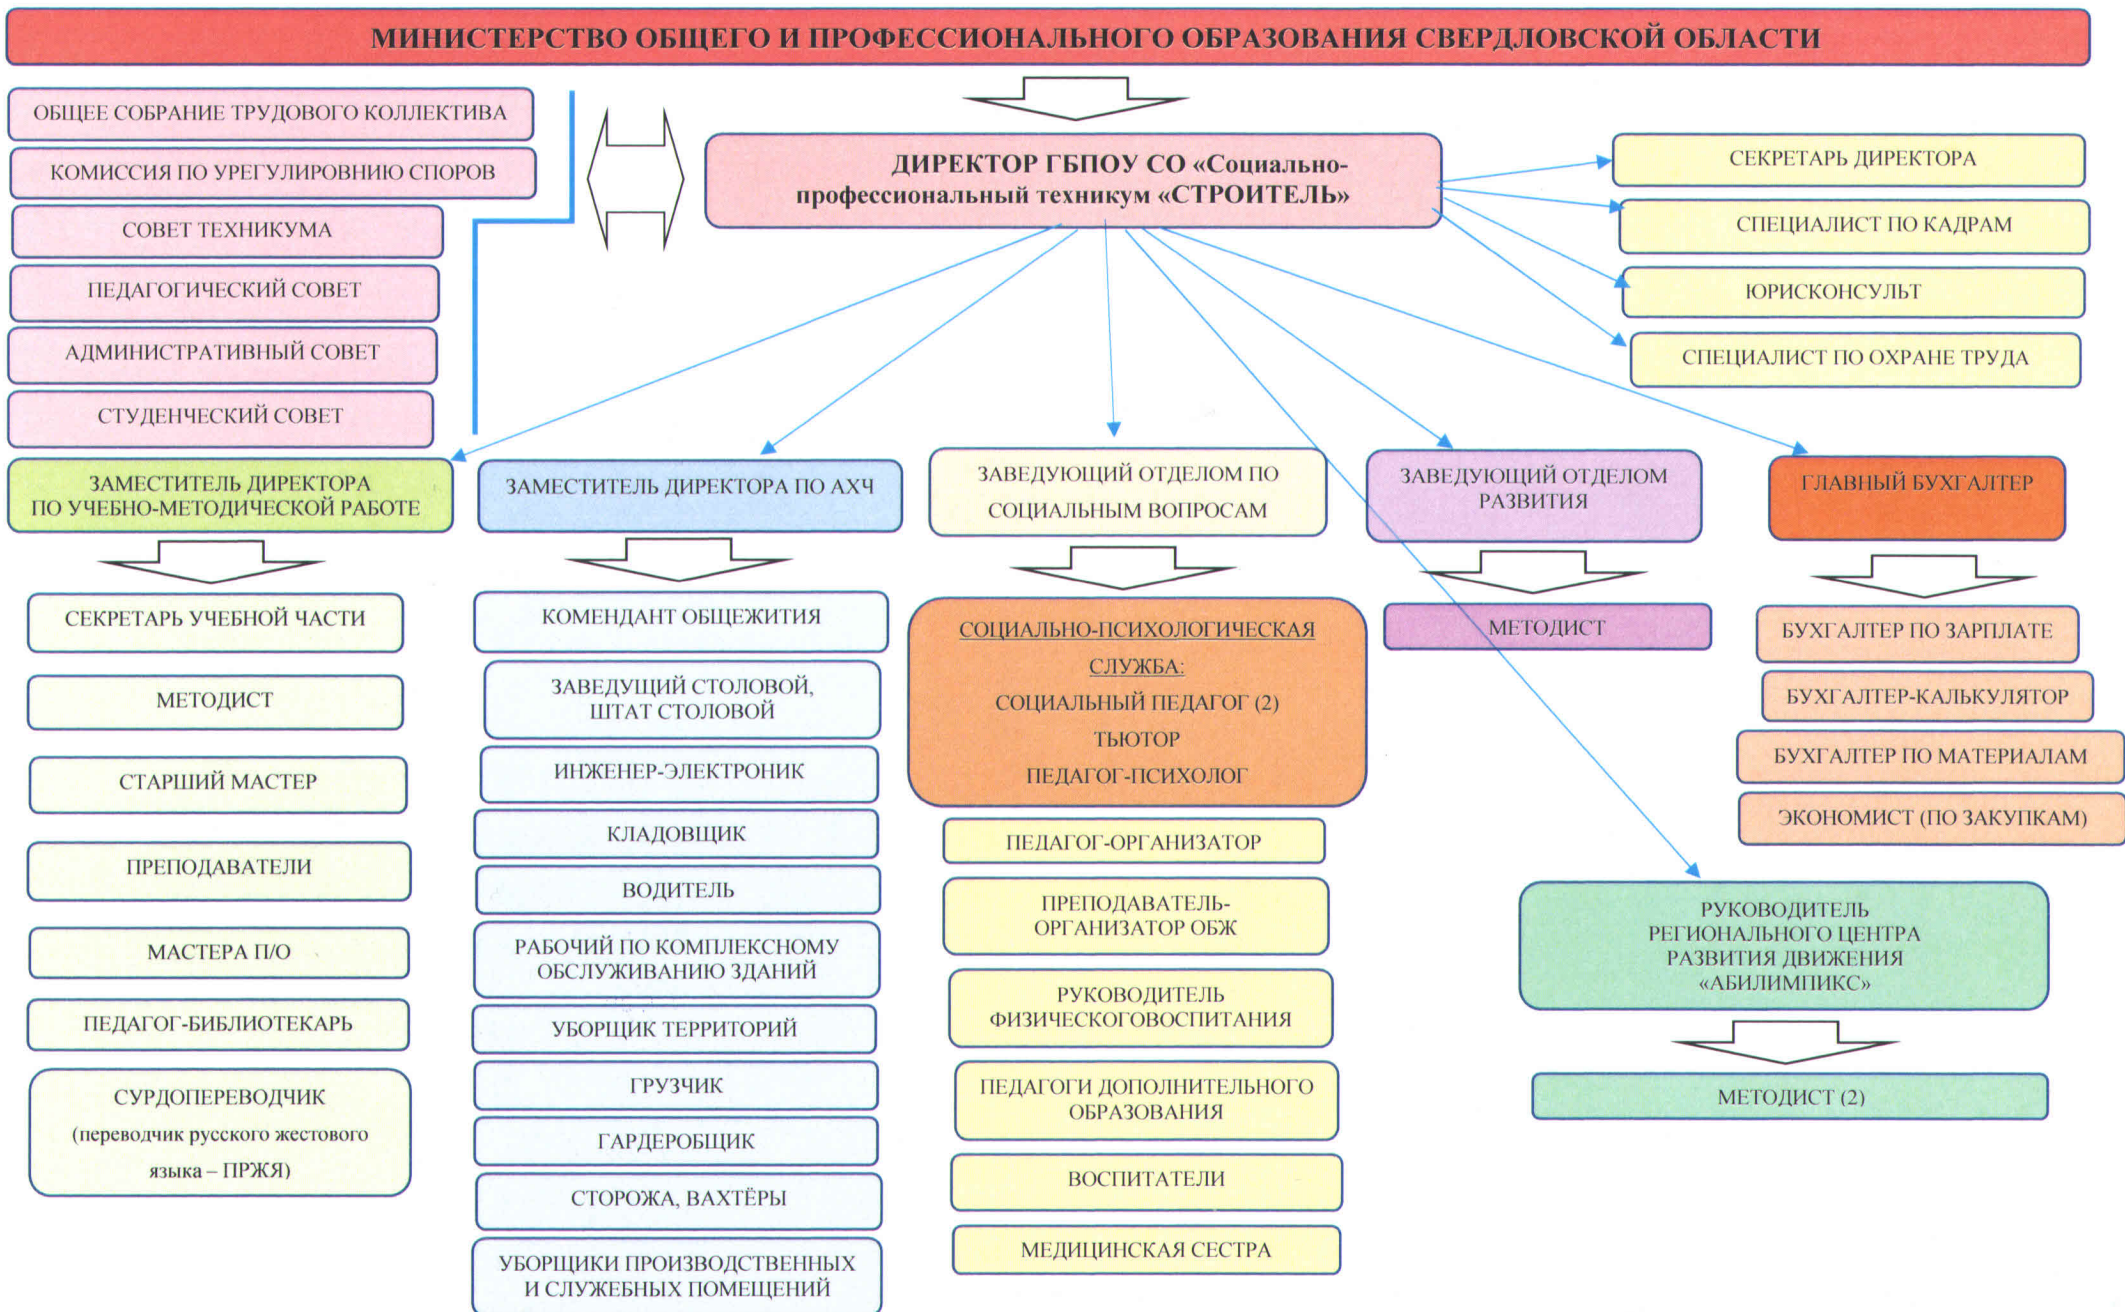 МИНИСТЕРСТВО ОБЩЕГО И ПРОФЕССИОНАЛЬНОГО ОБРАЗОВАНИЯ СВЕРДЛОВСКОЙ ОБЛАСТИ
ОБЩЕЕ СОБРАНИЕ ТРУДОВОГО КОЛЛЕКТИВА
КОМИССИЯ ПО УРЕГУЛИРОВНИЮ СПОРОВ
СОВЕТ ТЕХНИКУМА
ПЕДАГОГИЧЕСКИЙ СОВЕТ
АДМИНИСТРАТИВНЫЙ СОВЕТ
СТУДЕНЧЕСКИЙ СОВЕТ
ДИРЕКТОР ГБПОУ СО «Социально-
профессиональный техникум «СТРОИТЕЛЬ»
СЕКРЕТАРЬ ДИРЕКТОРА
СПЕЦИАЛИСТ ПО КАДРАМ
ЮРИСКОНСУЛЬТ
СПЕЦИАЛИСТ ПО ОХРАНЕ ТРУДА
ЗАМЕСТИТЕЛЬ ДИРЕКТОРА
ПО УЧЕБНО-МЕТОДИЧЕСКОЙ РАБОТЕ
СЕКРЕТАРЬ УЧЕБНОЙ ЧАСТИ
МЕТОДИСТ
СТАРШИЙ МАСТЕР
ПРЕПОДАВАТЕЛИ
МАСТЕРА П/О
ПЕДАГОГ-БИБЛИОТЕКАРЬ
СУРДОПЕРЕВОДЧИК
(переводчик русского жестового
языка – ПРЖЯ)
ЗАМЕСТИТЕЛЬ ДИРЕКТОРА ПО АХЧ
КОМЕНДАНТ ОБЩЕЖИТИЯ
ЗАВЕДУЩИЙ СТОЛОВОЙ,
ШТАТ СТОЛОВОЙ
ИНЖЕНЕР-ЭЛЕКТРОНИК
КЛАДОВЩИК
ВОДИТЕЛЬ
РАБОЧИЙ ПО КОМПЛЕКСНОМУ
ОБСЛУЖИВАНИЮ ЗДАНИЙ
УБОРЩИК ТЕРРИТОРИЙ
ГРУЗЧИК
ГАРДЕРОБЩИК
СТОРОЖА, ВАХТЁРЫ
УБОРЩИКИ ПРОИЗВОДСТВЕННЫХ
И СЛУЖЕБНЫХ ПОМЕЩЕНИЙ
ЗАВЕДУЮЩИЙ ОТДЕЛОМ ПО
СОЦИАЛЬНЫМ ВОПРОСАМ
СОЦИАЛЬНО-ПСИХОЛОГИЧЕСКАЯ
СЛУЖБА:
СОЦИАЛЬНЫЙ ПЕДАГОГ (2)
ТЬЮТОР
ПЕДАГОГ-ПСИХОЛОГ
ПЕДАГОГ-ОРГАНИЗАТОР
ПРЕПОДАВАТЕЛЬ-
ОРГАНИЗАТОР ОБЖ
РУКОВОДИТЕЛЬ
ФИЗИЧЕСКОГОВОСПИТАНИЯ
ПЕДАГОГИ ДОПОЛНИТЕЛЬНОГО
ОБРАЗОВАНИЯ
ВОСПИТАТЕЛИ
МЕДИЦИНСКАЯ СЕСТРА
ЗАВЕДУЮЩИЙ ОТДЕЛОМ
РАЗВИТИЯ
МЕТОДИСТ
ГЛАВНЫЙ БУХГАЛТЕР
БУХГАЛТЕР ПО ЗАРПЛАТЕ
БУХГАЛТЕР-КАЛЬКУЛЯТОР
БУХГАЛТЕР ПО МАТЕРИАЛАМ
ЭКОНОМИСТ (ПО ЗАКУПКАМ)
РУКОВОДИТЕЛЬ
РЕГИОНАЛЬНОГО ЦЕНТРА
РАЗВИТИЯ ДВИЖЕНИЯ
«АБИЛИМПИКС»
МЕТОДИСТ (2)